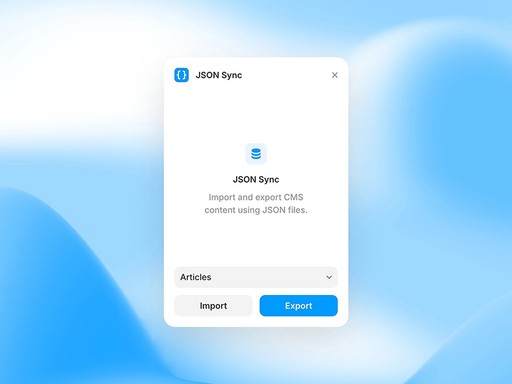 {}
JSON Sync
JSON Sync
Import and export CMS
content using JSON files.
Articles
Import
Export